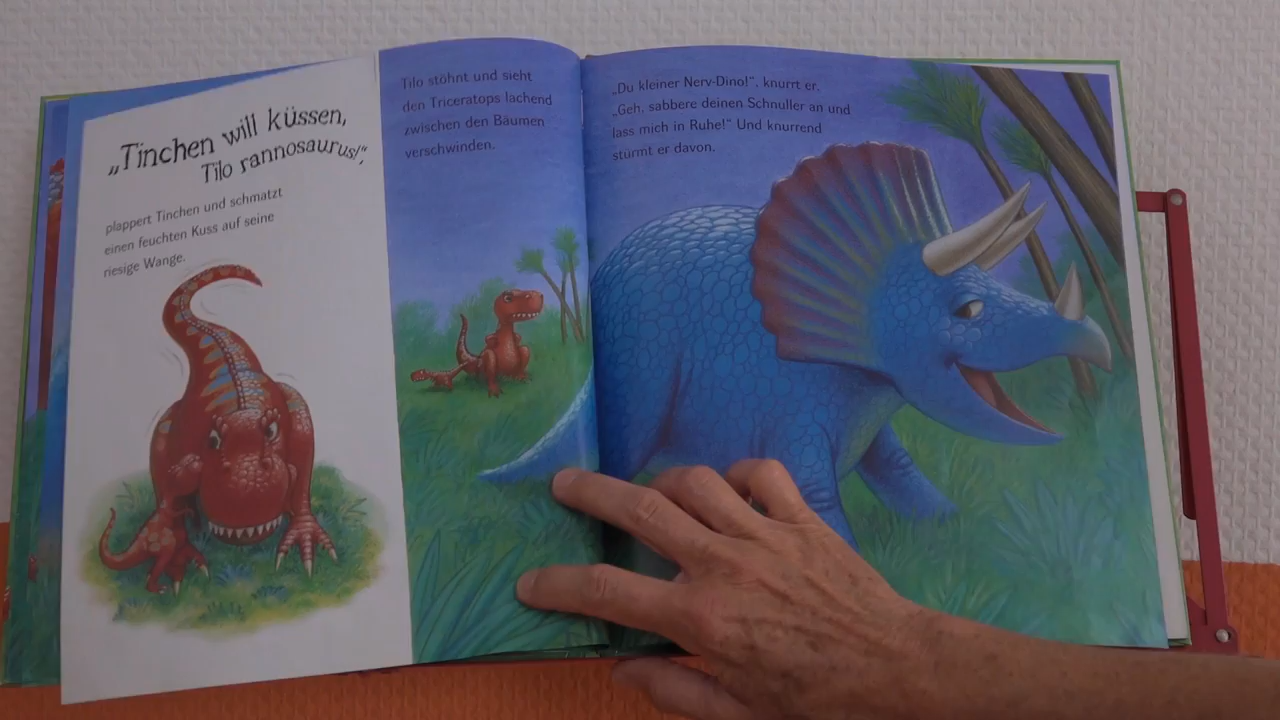 „Tinchen will küssen,
Tilo rannosaurus!“,
plappert Tinchen und schmatzt
einen feuchten Kuss auf seine
riesige Wange.
Tilo stöhnt und sieht
den Triceratops lachend
zwischen den Bäumen
verschwinden.
„Du kleiner Nerv-Dino!“, knurrt er.
„Geh, sabbere deinen Schnuller an und
lass mich in Ruhe!“ Und knurrend
stürmt er davon.